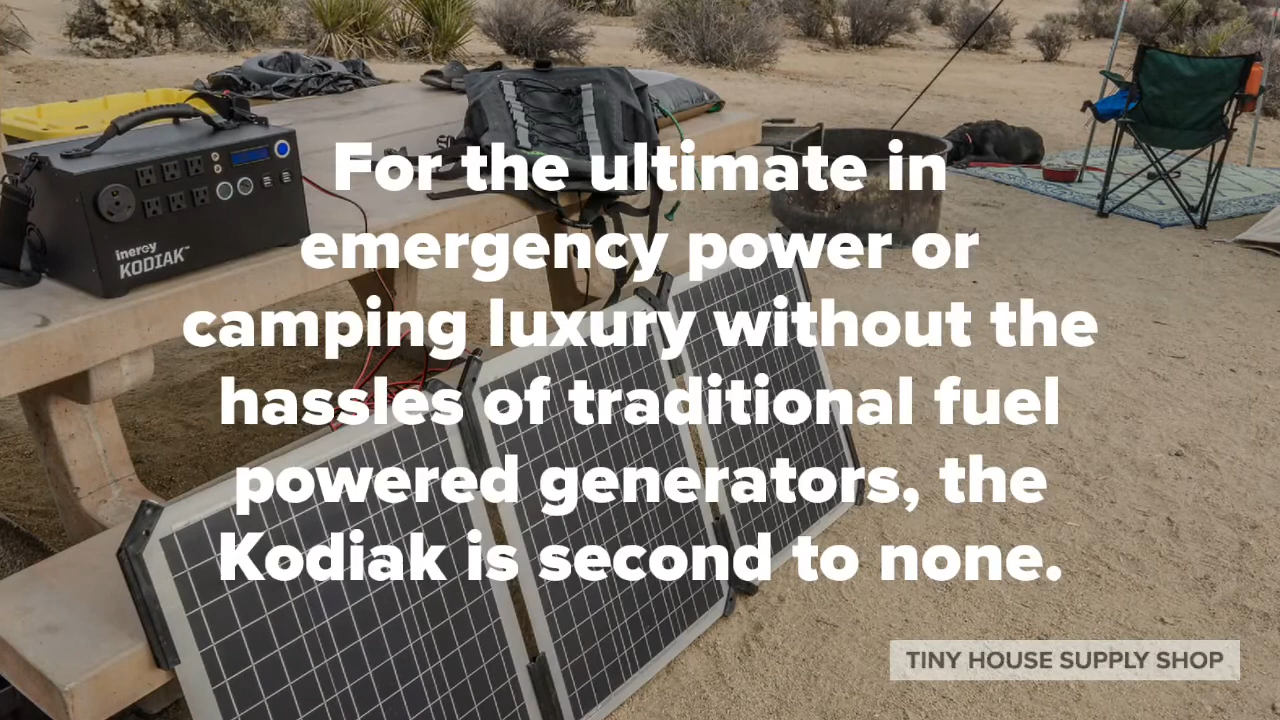 For the ultimate in
emergency power or
camping luxury without the
hassles of traditional fuel
powered generators, the
Kodiak is second to none.
inergy
KODIAK™
TINY HOUSE SUPPLY SHOP